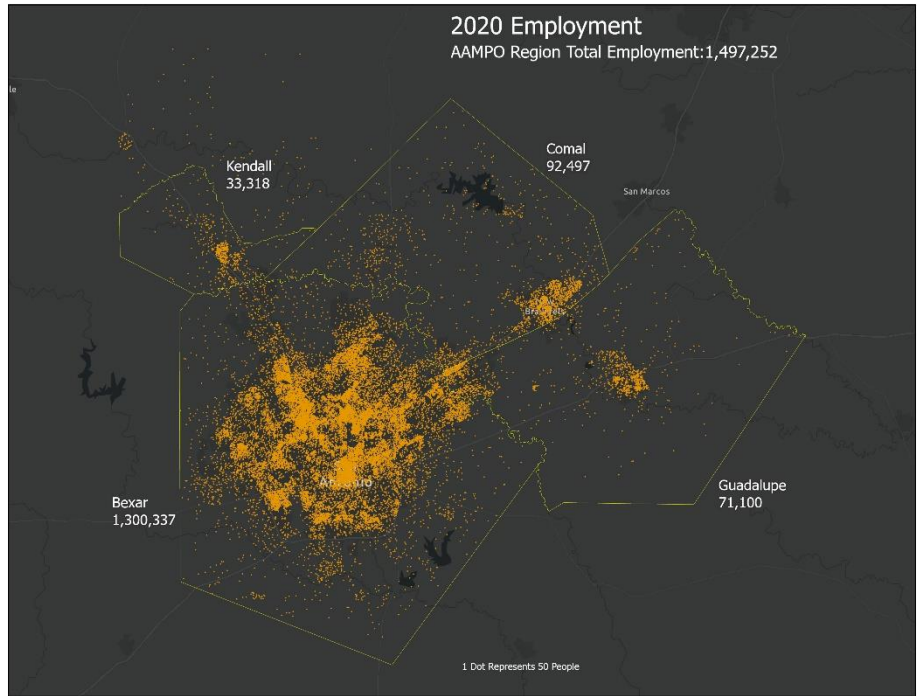 2020 Employment
AAMPO Region Total Employment:1,497,252
le
Comal
92,497
Kendall
33,318
San Marcos
Guadalupe
71,100
Bexar
1,300,337
1 Dot Represents 50 People